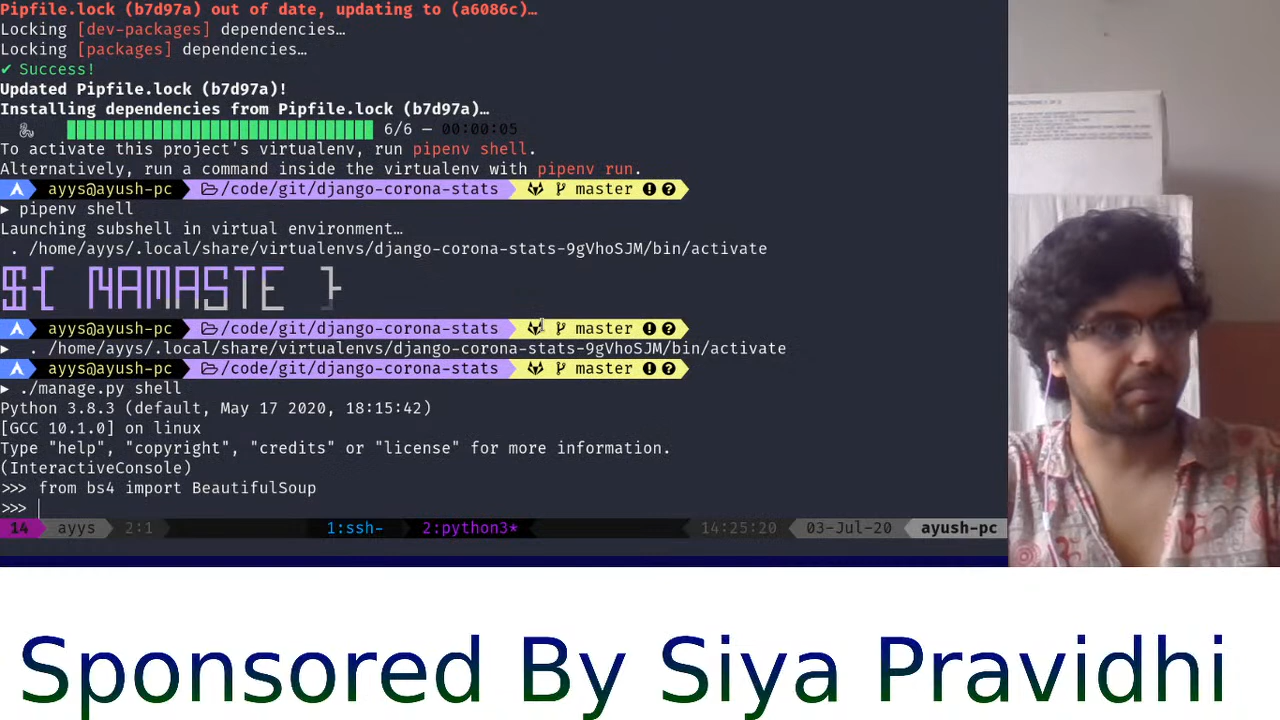 Pipfile.lock (b7d97a) out of date, updating to (a6086c)…
Locking [dev-packages] dependencies…
Locking [packages] dependencies…
✔ Success!
Updated Pipfile.lock (b7d97a)!
Installing dependencies from Pipfile.lock (b7d97a)…
6/6 — 00:00:05
To activate this project's virtualenv, run pipenv shell.
Alternatively, run a command inside the virtualenv with pipenv run.
ayys@ayush-pc /code/git/django-corona-stats master
▶ pipenv shell
Launching subshell in virtual environment…
. /home/ayys/.local/share/virtualenvs/django-corona-stats-9gVhoSJM/bin/activate
${ NAMASTE }
ayys@ayush-pc /code/git/django-corona-stats master
▶ . /home/ayys/.local/share/virtualenvs/django-corona-stats-9gVhoSJM/bin/activate
ayys@ayush-pc /code/git/django-corona-stats master
▶ ./manage.py shell
Python 3.8.3 (default, May 17 2020, 18:15:42)
[GCC 10.1.0] on linux
Type "help", "copyright", "credits" or "license" for more information.
(InteractiveConsole)
>>> from bs4 import BeautifulSoup
>>>
14 ayys 2:1 1:ssh- 2:python3* 14:25:20 03-Jul-20 ayush-pc
Sponsored By Siya Pravidhi